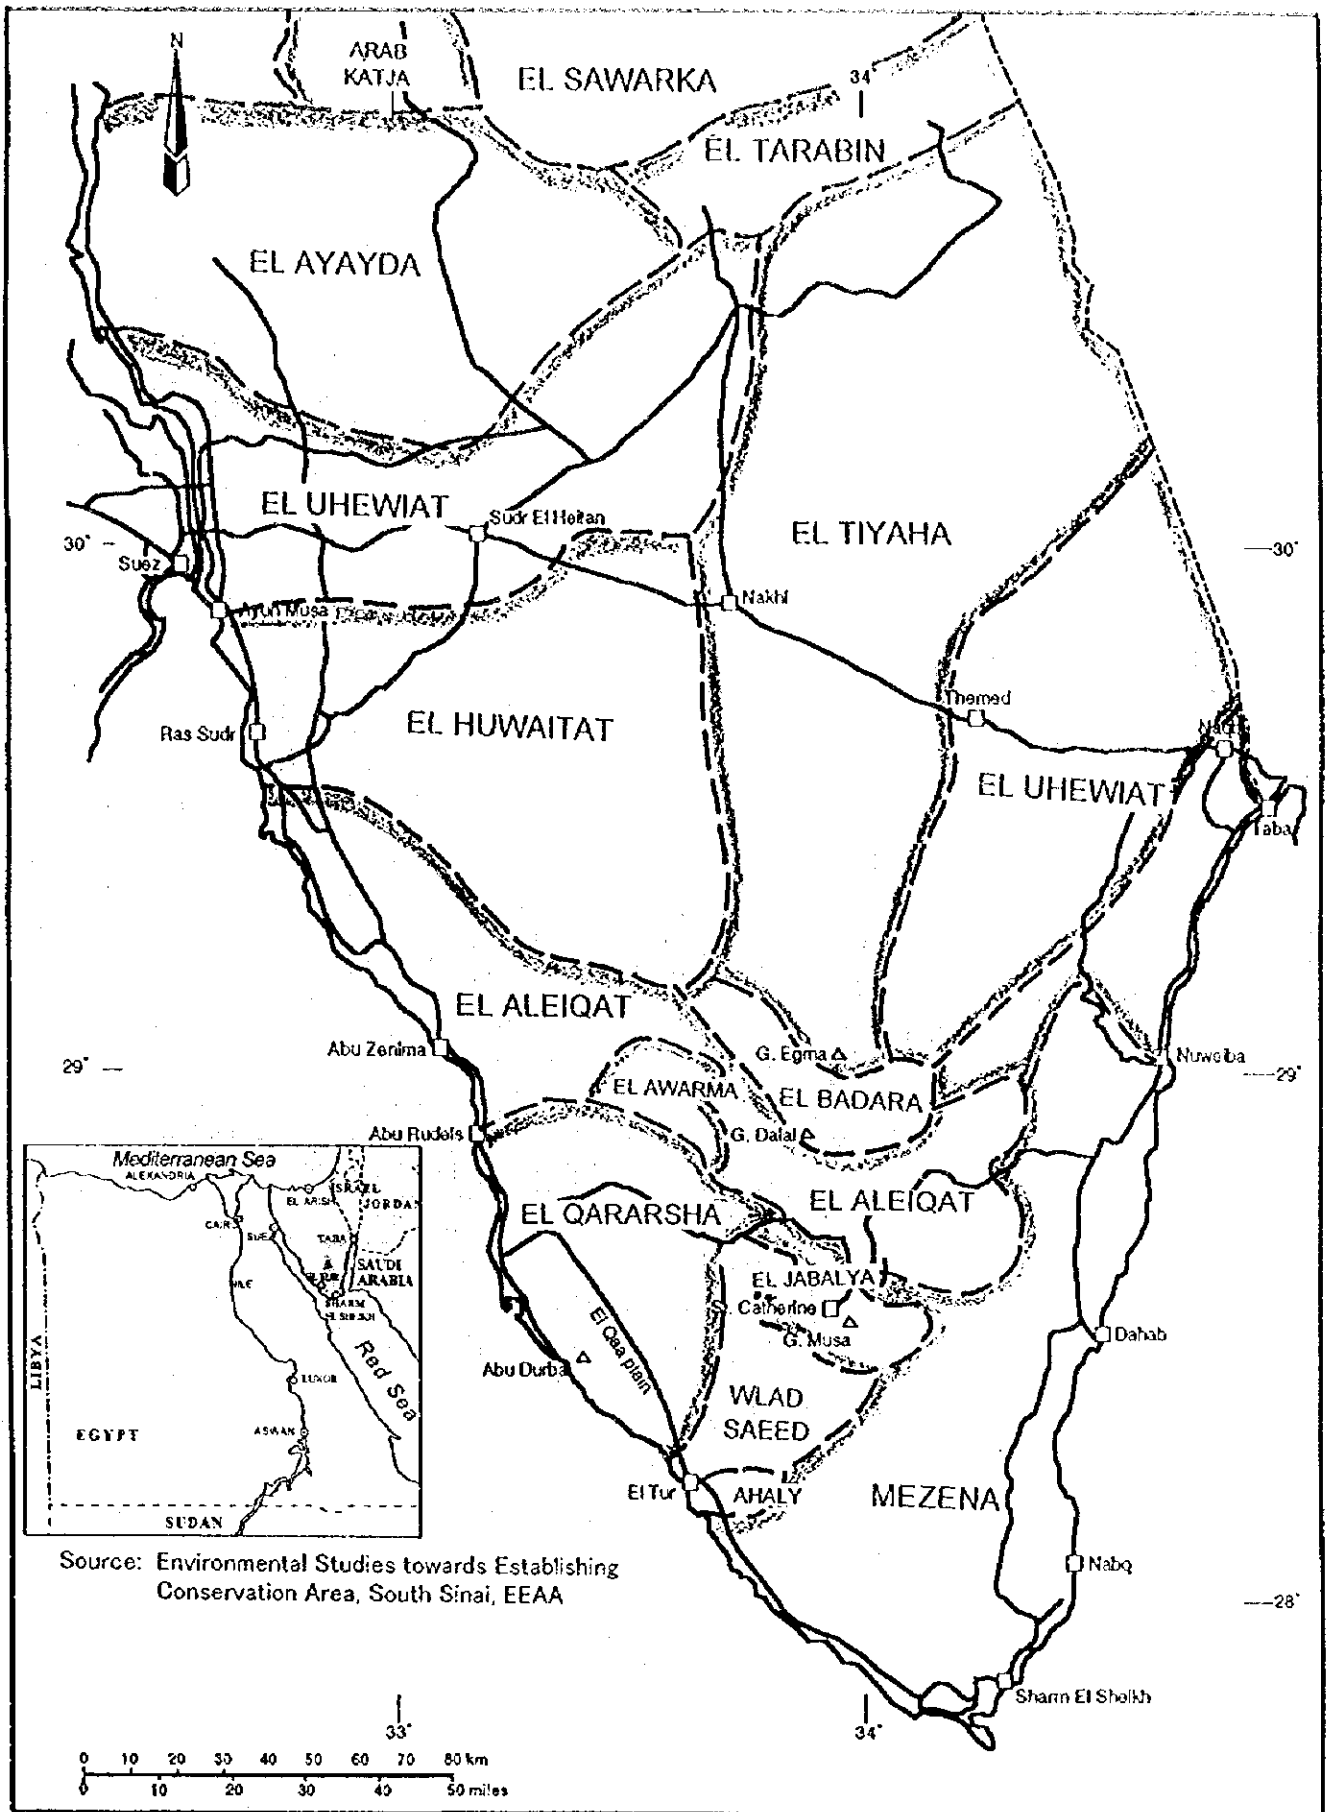 N
ARAB
KATJA
EL SAWARKA
34°
EL TARABIN
EL AYAYDA
EL UHEWIAT
Sudr El Heitan
EL TIYAHA
30°
30°
Suez
Ayun Musa
Nakhl
Themed
Ras Sudr
EL HUWAITAT
EL UHEWIAT
Taba
EL ALEIQAT
Abu Zenima
G. Egma
Nuweiba
29°
29°
EL AWARMA
EL BADARA
Abu Rudeis
G. Dalal
EL QARARSHA
EL ALEIQAT
EL JABALYA
St. Catherine
G. Musa
Dahab
El Qaa plain
Abu Durba
WLAD
SAEED
El Tur
AHALY
MEZENA
Nabq
28°
Sharm El Sheikh
33°
34°
Mediterranean Sea
ALEXANDRIA
EL ARISH
ISRAEL
JORDAN
CAIRO
SUEZ
TABA
SAUDI
ARABIA
NILE
SHARM
EL SHEIKH
Red Sea
LIBYA
LUXOR
EGYPT
ASWAN
SUDAN
Source: Environmental Studies towards Establishing
Conservation Area, South Sinai, EEAA
0 10 20 30 40 50 60 70 80 km
0 10 20 30 40 50 miles